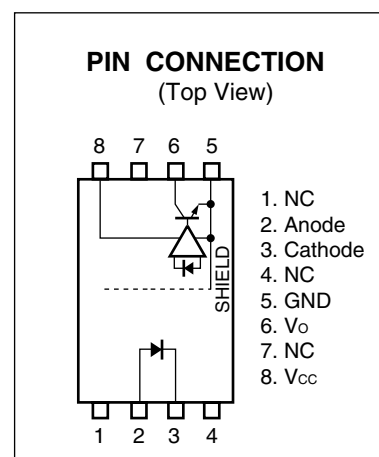 PIN CONNECTION
(Top View)
8 7 6 5
SHIELD
1 2 3 4
1. NC
2. Anode
3. Cathode
4. NC
5. GND
6. VO
7. NC
8. VCC